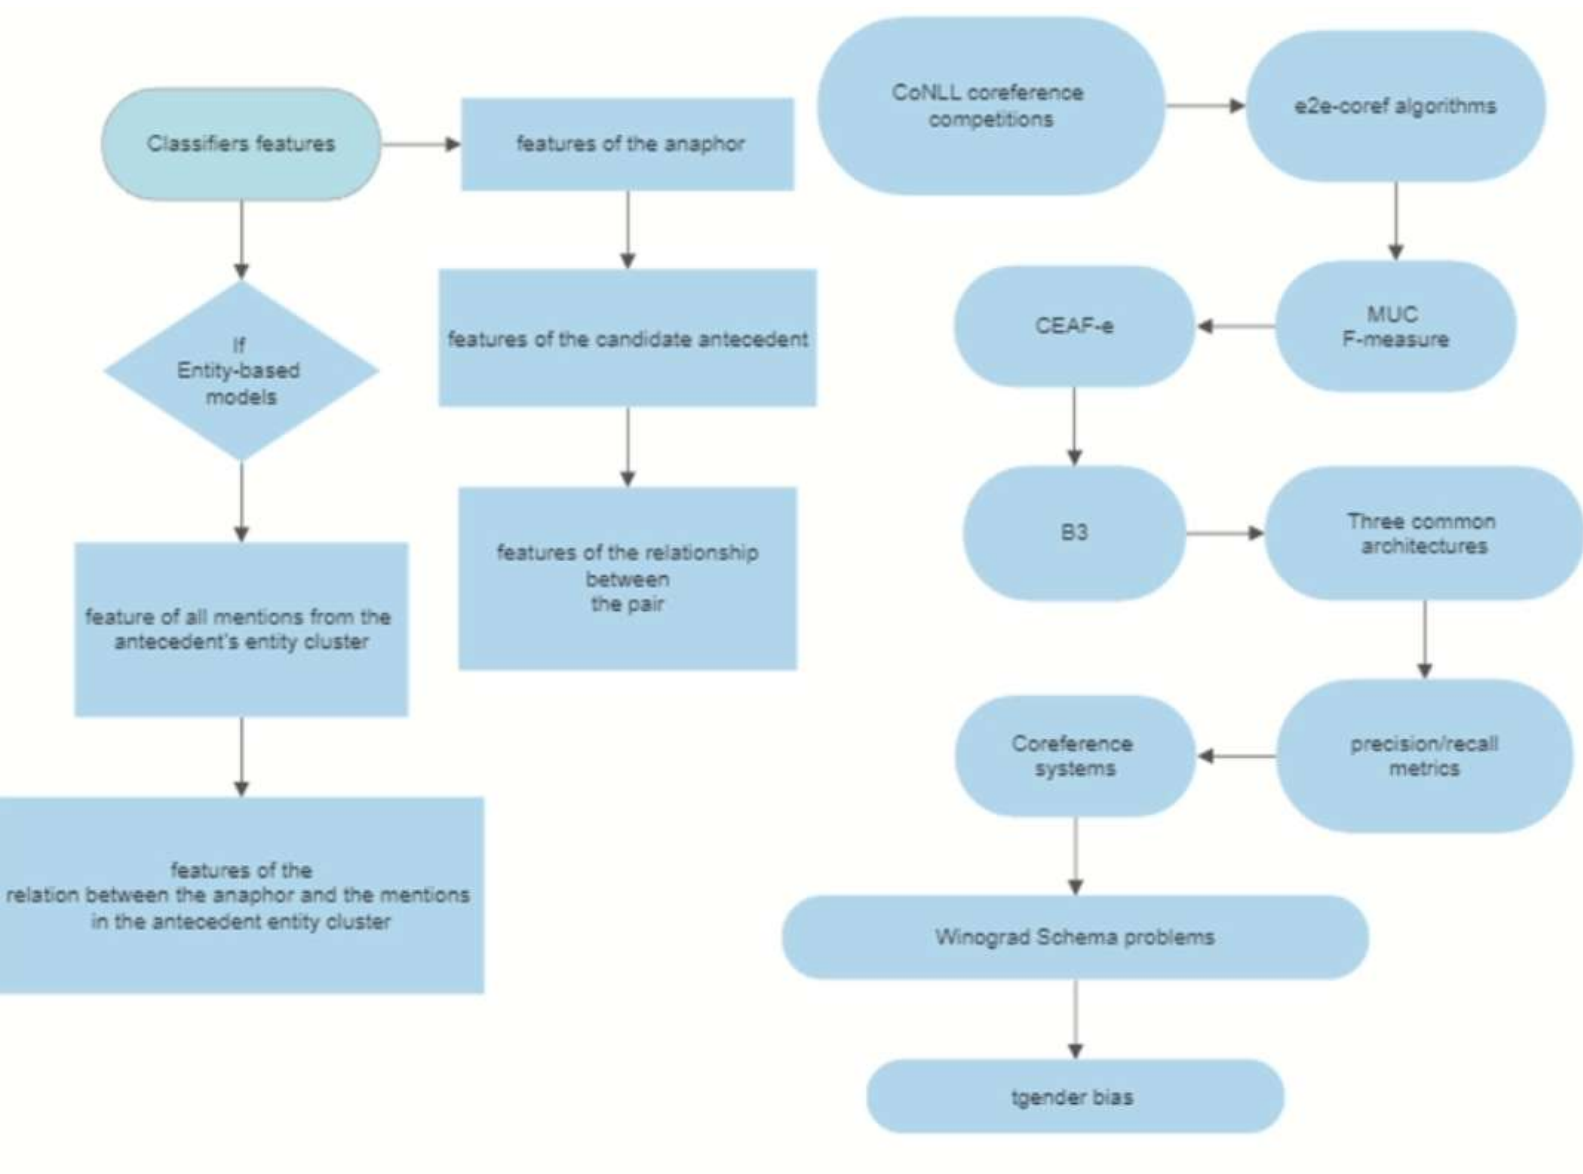 Classifiers features
features of the anaphor
If
Entity-based
models
features of the candidate antecedent
feature of all mentions from the
antecedent's entity cluster
features of the relationship
between
the pair
features of the
relation between the anaphor and the mentions
in the antecedent entity cluster
CoNLL coreference
competitions
e2e-coref algorithms
MUC
F-measure
CEAF-e
B3
Three common
architectures
precision/recall
metrics
Coreference
systems
Winograd Schema problems
tgender bias